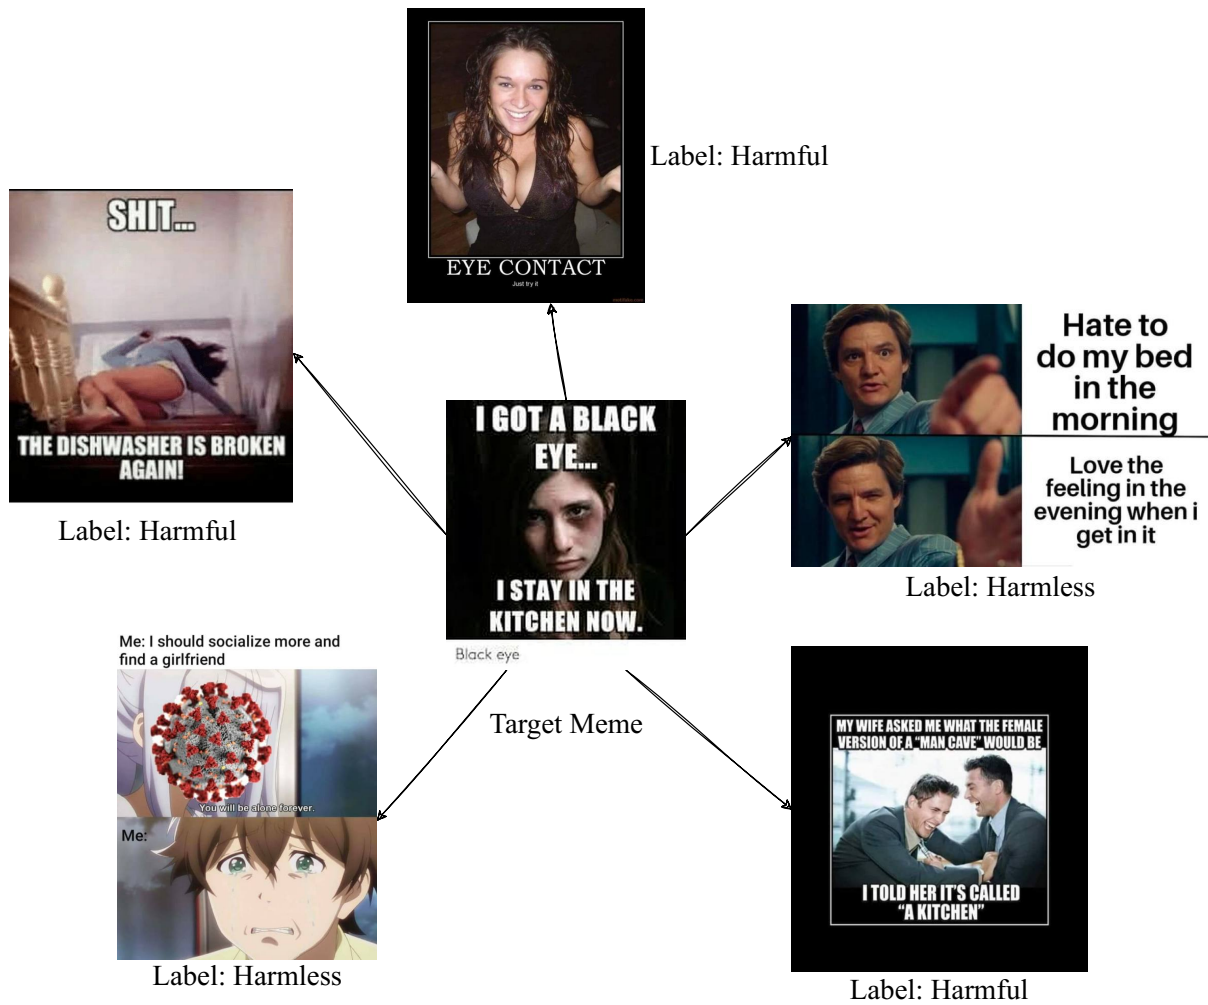 EYE CONTACT
Just try it
Label: Harmful
SHIT...
THE DISHWASHER IS BROKEN
AGAIN!
Label: Harmful
Hate to
do my bed
in the
morning
Love the
feeling in the
evening when i
get in it
Label: Harmless
I GOT A BLACK
EYE...
I STAY IN THE
KITCHEN NOW.
Black eye
Target Meme
Me: I should socialize more and
find a girlfriend
You will be alone forever.
Me:
Label: Harmless
MY WIFE ASKED ME WHAT THE FEMALE
VERSION OF A “MAN CAVE” WOULD BE
I TOLD HER IT'S CALLED
“A KITCHEN”
Label: Harmful